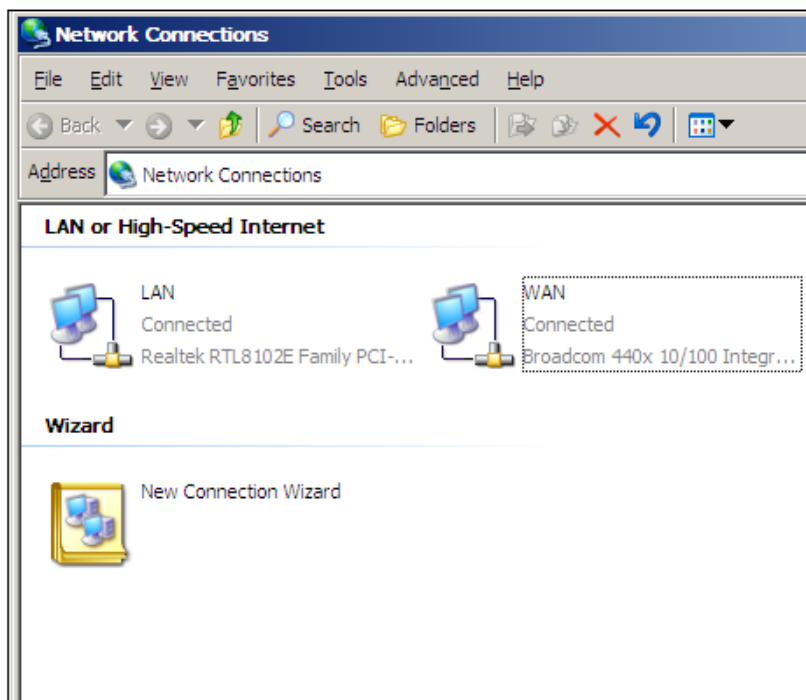 Network Connections
File Edit View Favorites Tools Advanced Help
Back Search Folders
Address Network Connections
LAN or High-Speed Internet
LAN WAN
Connected Connected
Realtek RTL8102E Family PCI-... Broadcom 440x 10/100 Integr...
Wizard
New Connection Wizard